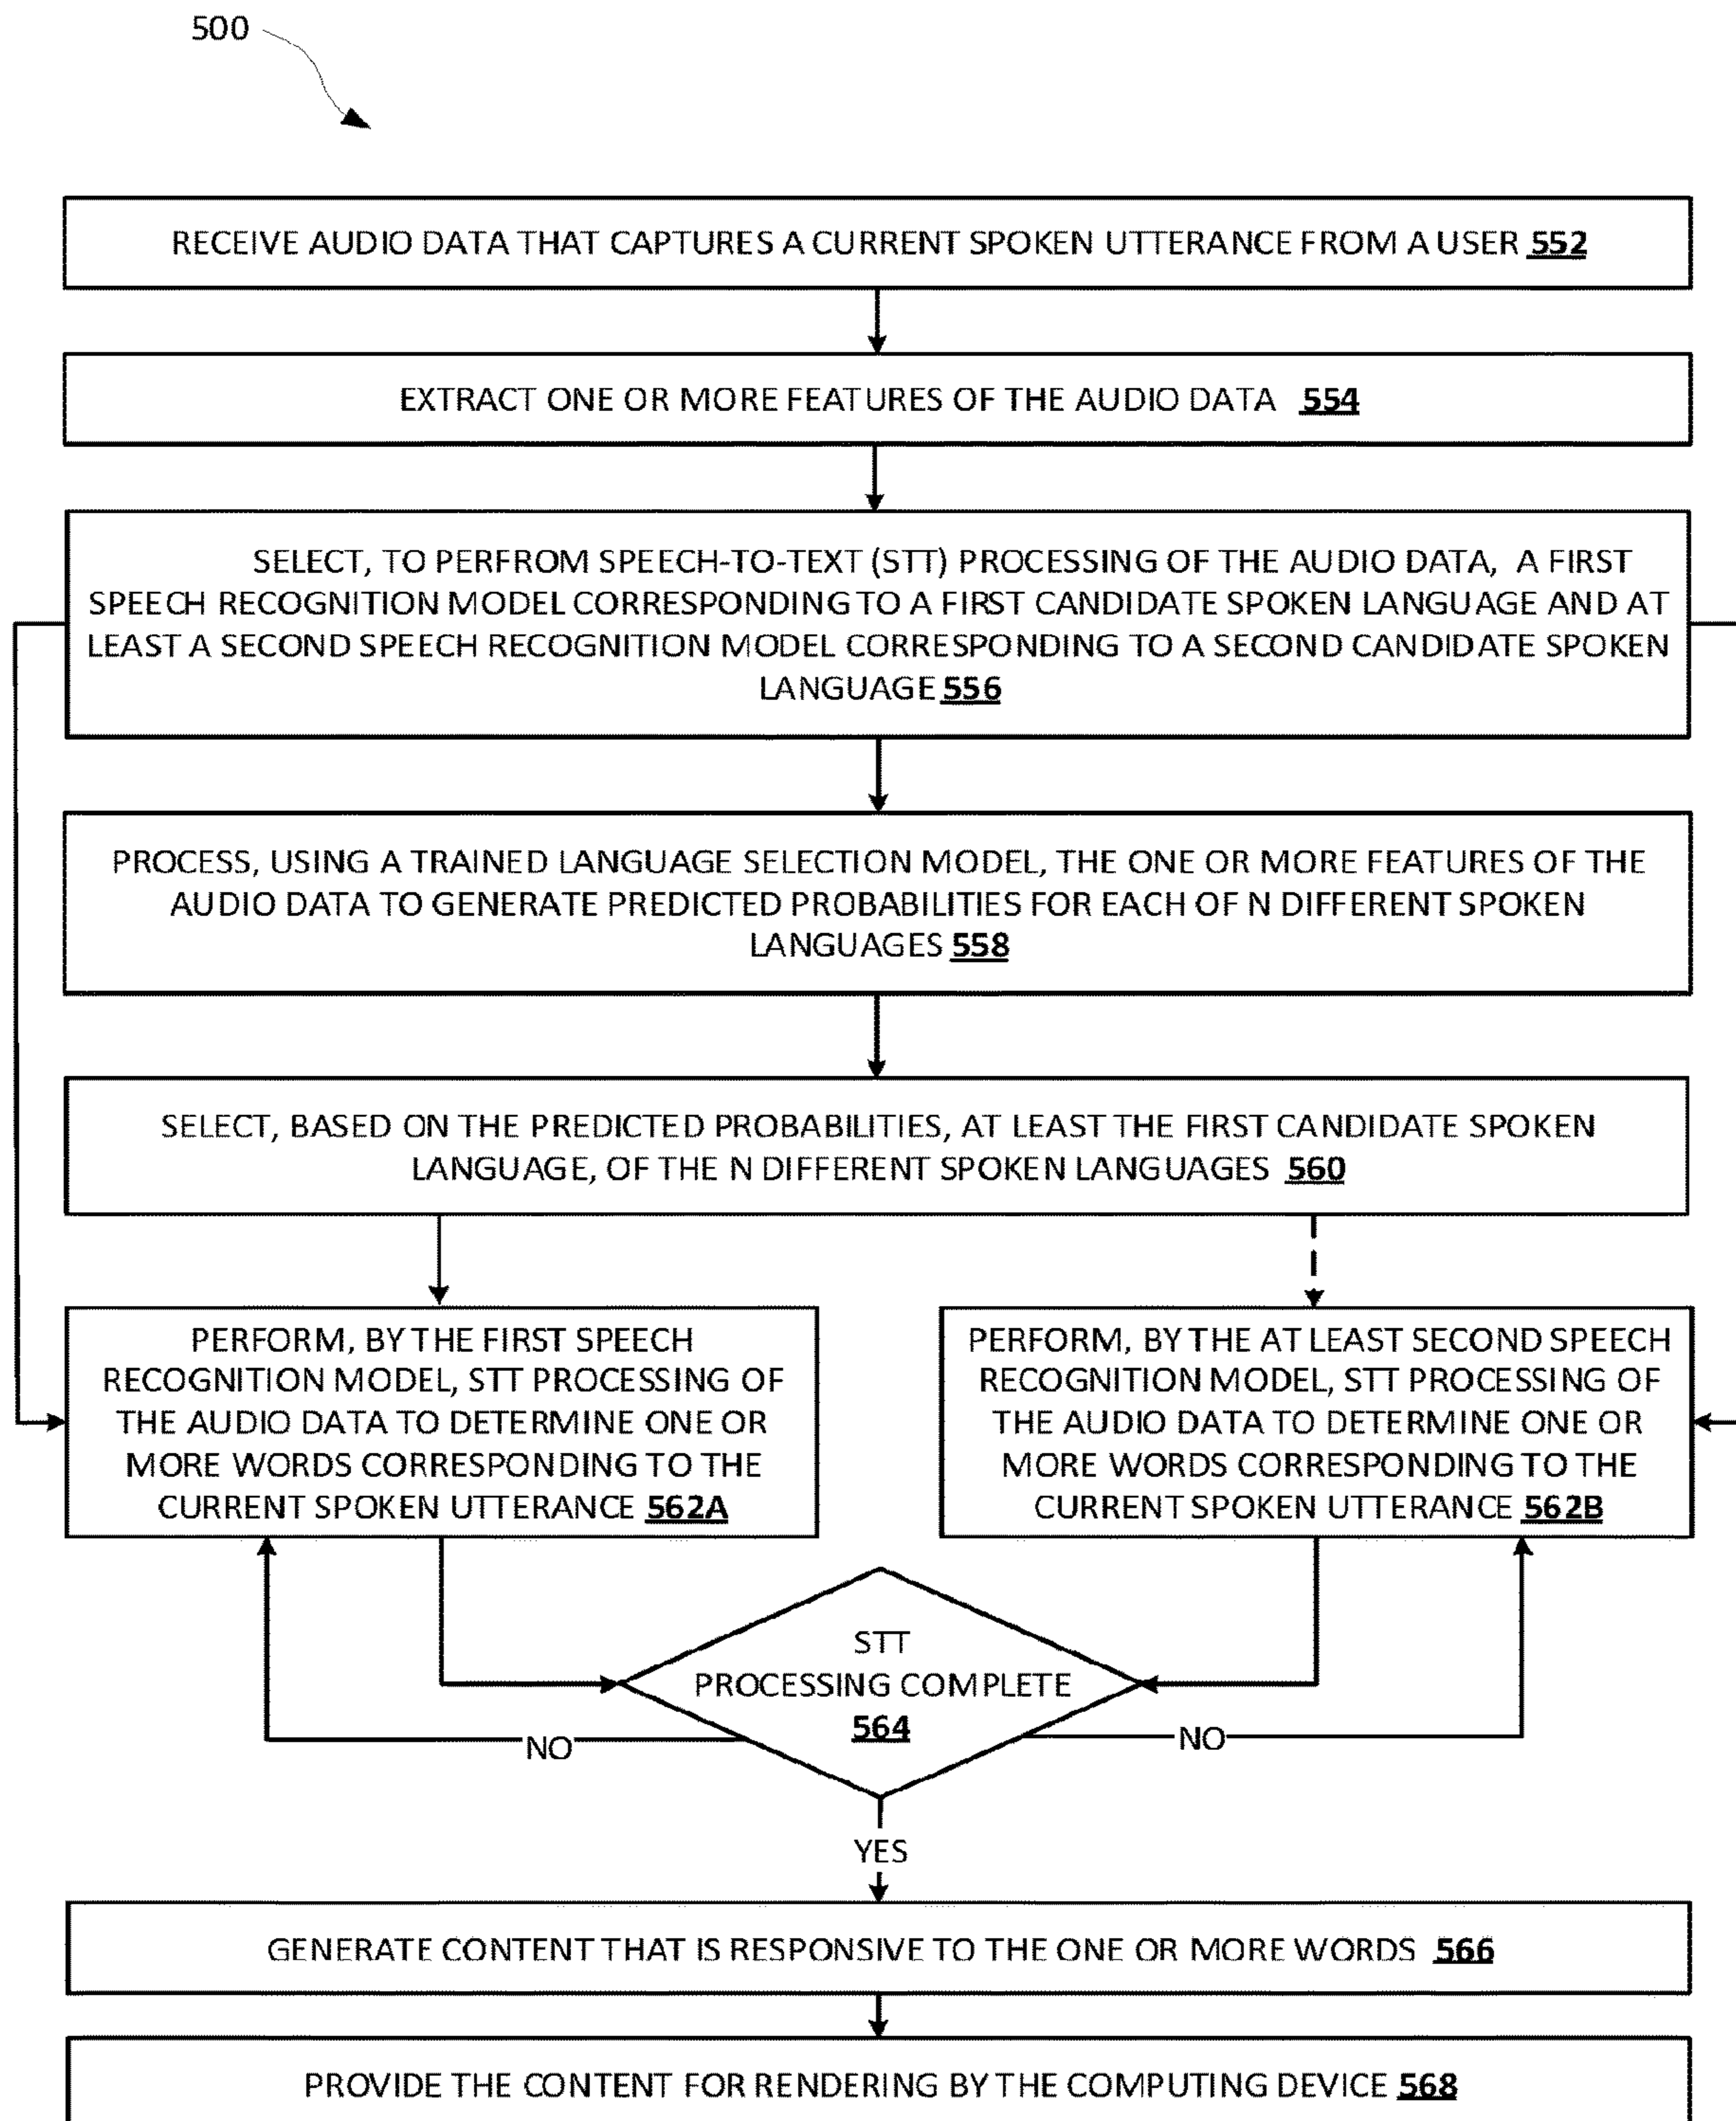 500
RECEIVE AUDIO DATA THAT CAPTURES A CURRENT SPOKEN UTTERANCE FROM A USER 552
EXTRACT ONE OR MORE FEATURES OF THE AUDIO DATA 554
SELECT, TO PERFROM SPEECH-TO-TEXT (STT) PROCESSING OF THE AUDIO DATA, A FIRST
SPEECH RECOGNITION MODEL CORRESPONDING TO A FIRST CANDIDATE SPOKEN LANGUAGE AND AT
LEAST A SECOND SPEECH RECOGNITION MODEL CORRESPONDING TO A SECOND CANDIDATE SPOKEN
LANGUAGE 556
PROCESS, USING A TRAINED LANGUAGE SELECTION MODEL, THE ONE OR MORE FEATURES OF THE
AUDIO DATA TO GENERATE PREDICTED PROBABILITIES FOR EACH OF N DIFFERENT SPOKEN
LANGUAGES 558
SELECT, BASED ON THE PREDICTED PROBABILITIES, AT LEAST THE FIRST CANDIDATE SPOKEN
LANGUAGE, OF THE N DIFFERENT SPOKEN LANGUAGES 560
PERFORM, BY THE FIRST SPEECH
RECOGNITION MODEL, STT PROCESSING OF
THE AUDIO DATA TO DETERMINE ONE OR
MORE WORDS CORRESPONDING TO THE
CURRENT SPOKEN UTTERANCE 562A
PERFORM, BY THE AT LEAST SECOND SPEECH
RECOGNITION MODEL, STT PROCESSING OF
THE AUDIO DATA TO DETERMINE ONE OR
MORE WORDS CORRESPONDING TO THE
CURRENT SPOKEN UTTERANCE 562B
STT
PROCESSING COMPLETE
564
NO
NO
YES
GENERATE CONTENT THAT IS RESPONSIVE TO THE ONE OR MORE WORDS 566
PROVIDE THE CONTENT FOR RENDERING BY THE COMPUTING DEVICE 568